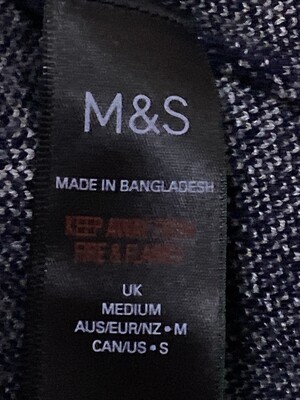 M&S
MADE IN BANGLADESH
KEEP AWAY FROM
FIRE & FLAMES
UK
MEDIUM
AUS/EUR/NZ • M
CAN/US • S